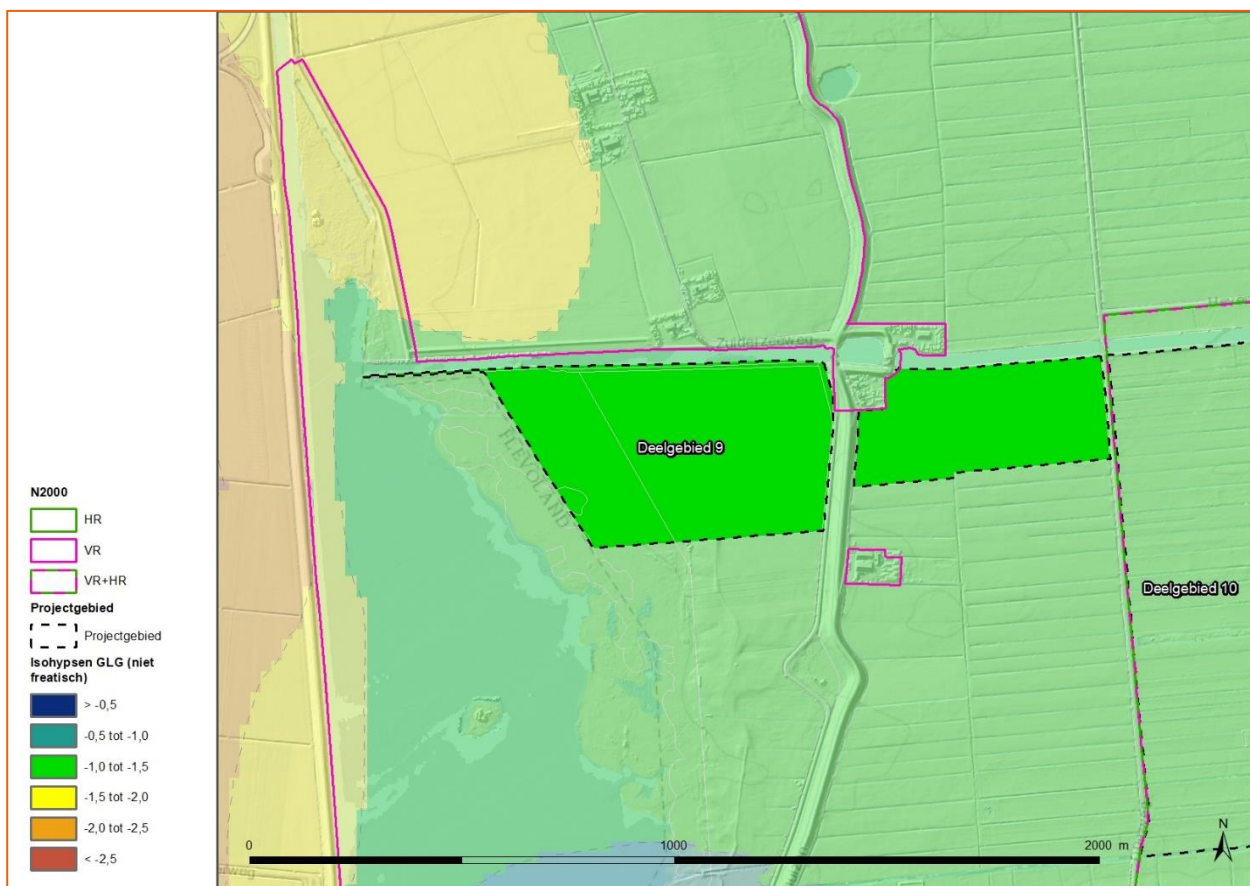 Zuiderzeeweg
Deelgebied 9
FLEVOLAND
Deelgebied 10
N2000
HR
VR
VR+HR
Projectgebied
Projectgebied
Isohypsen GLG (niet
freatisch)
> -0,5
-0,5 tot -1,0
-1,0 tot -1,5
-1,5 tot -2,0
-2,0 tot -2,5
< -2,5
0
1000
2000 m
N